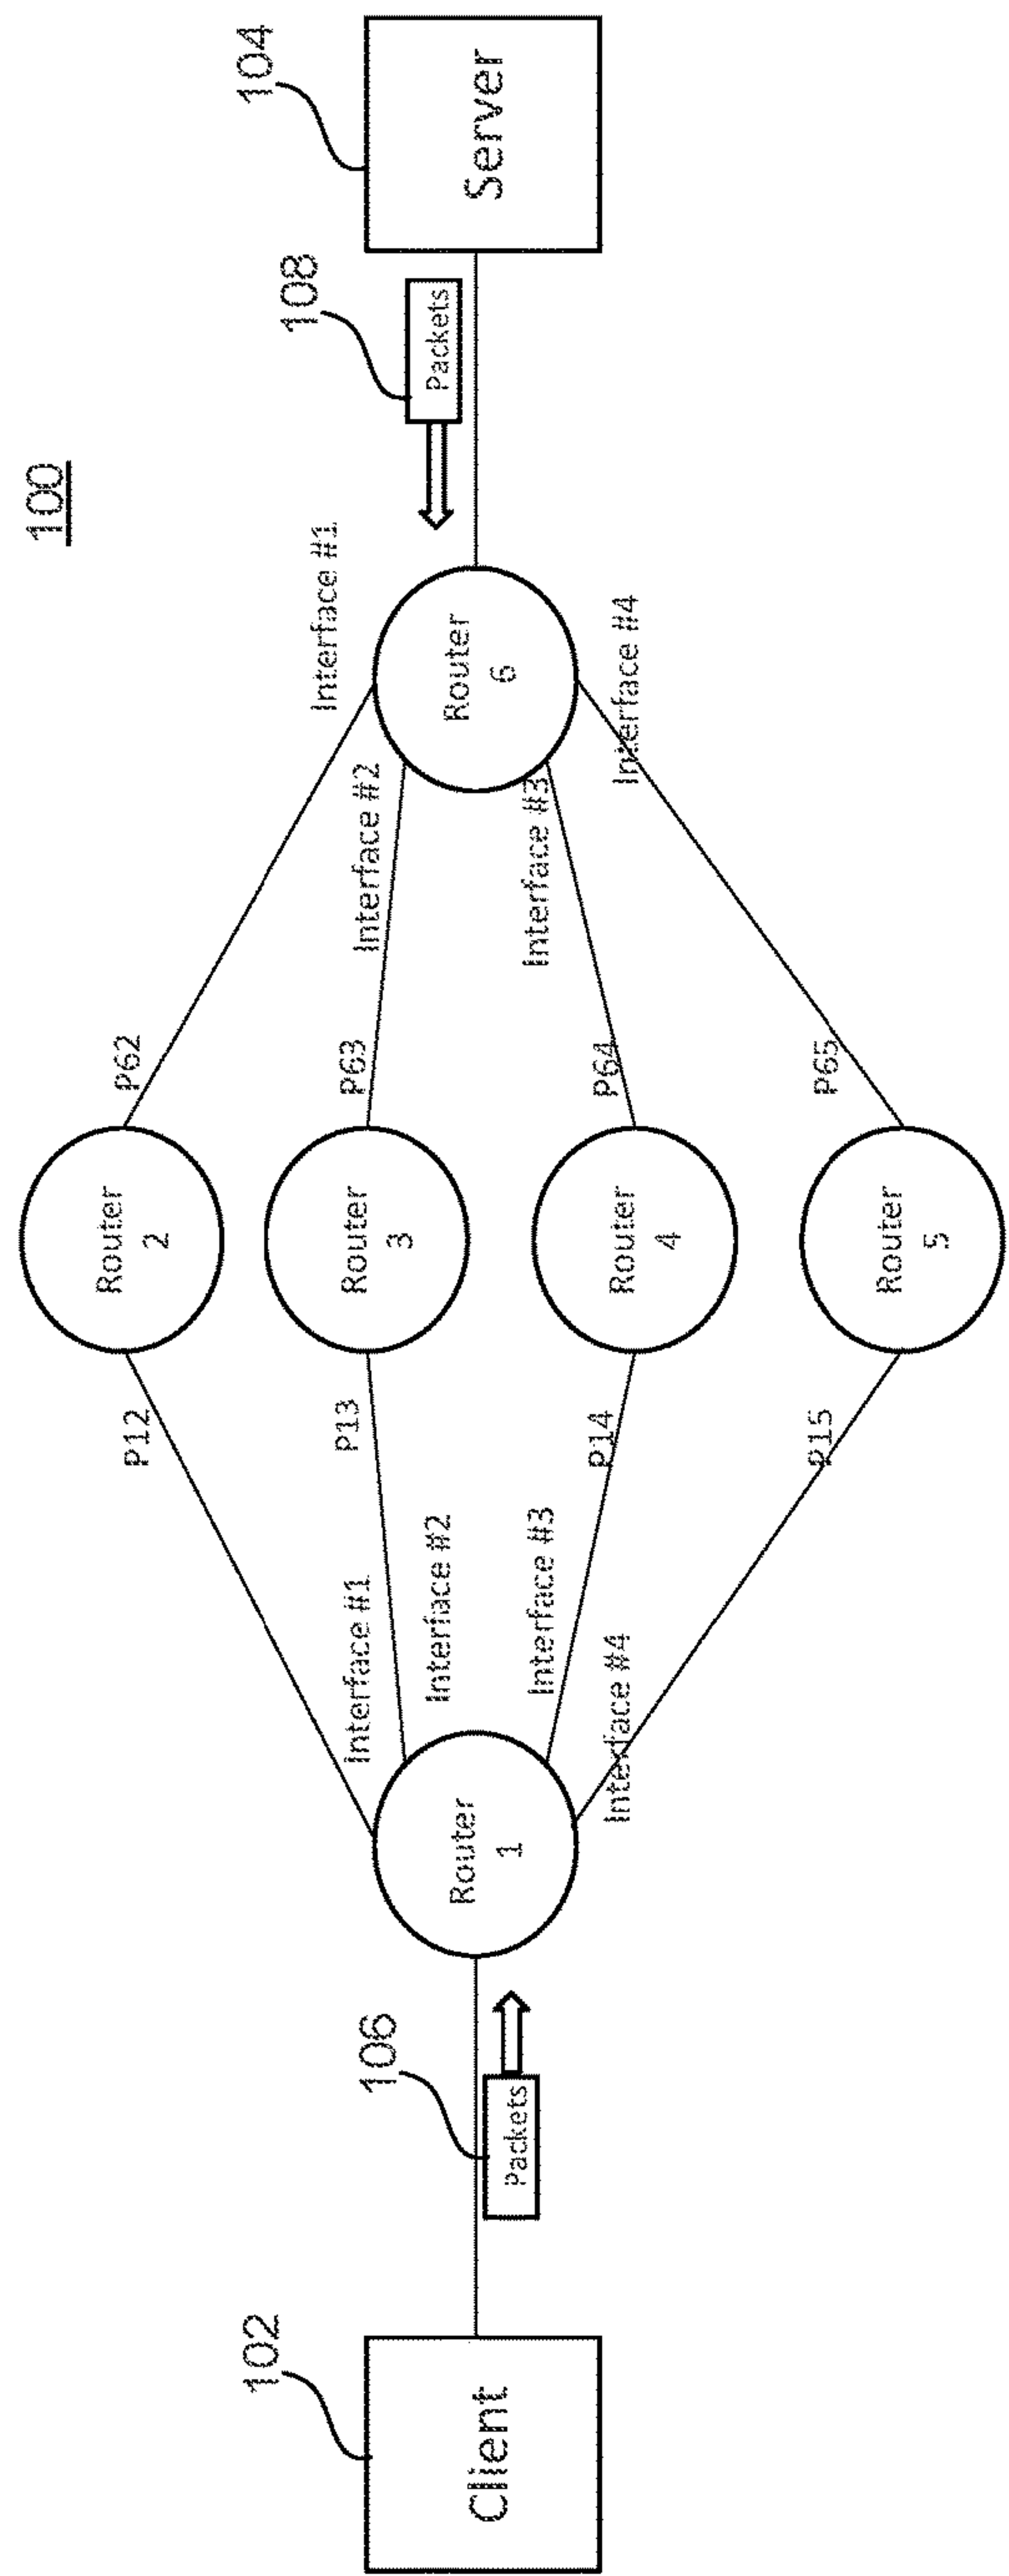 100
102
Client
106
Packets
Router
1
Interface #1
Interface #2
Interface #3
Interface #4
P12
P13
P14
P15
Router
2
Router
3
Router
4
Router
5
P62
P63
P64
P65
Interface #1
Interface #2
Interface #3
Interface #4
Router
6
108
Packets
104
Server